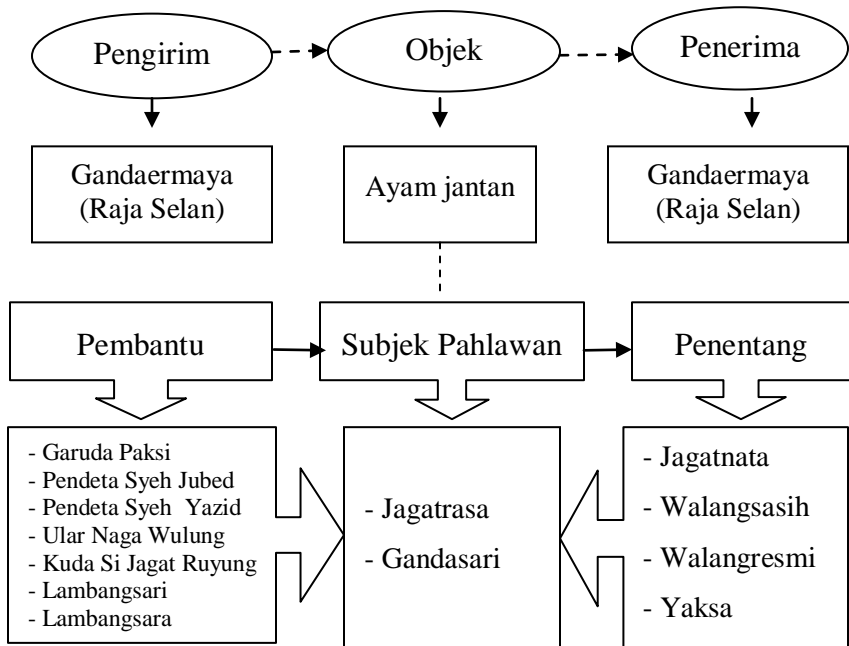 Pengirim
Objek
Penerima
Gandaermaya
(Raja Selan)
Ayam jantan
Gandaermaya
(Raja Selan)
Pembantu
Subjek Pahlawan
Penentang
- Garuda Paksi
- Pendeta Syeh Jubed
- Pendeta Syeh Yazid
- Ular Naga Wulung
- Kuda Si Jagat Ruyung
- Lambangsari
- Lambangsara
- Jagatrasa
- Gandasari
- Jagatnata
- Walangsasih
- Walangresmi
- Yaksa